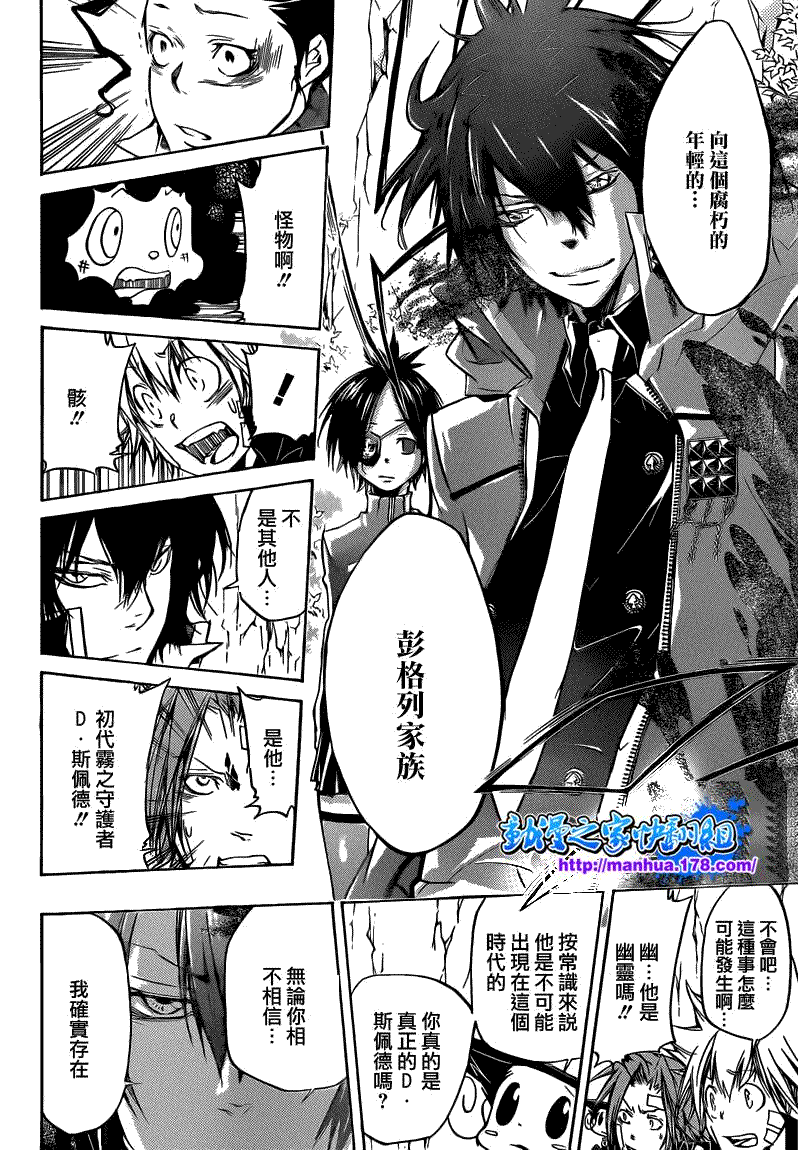 向這個腐朽的
年輕的…
彭格列家族
怪物啊!!
!
骸!!
不
是其他人…
是他…
初代霧之守護者
D．斯佩德!!
動漫之家汁翻組
http://manhua.178.com/
不會吧…
這種事怎麼
可能發生啊…
幽…他是
幽靈嗎!!
按常識來說
他是不可能
出現在這個
時代的
你真的是
真正的D．
斯佩德嗎?
無論你相
不相信…
我確實存在